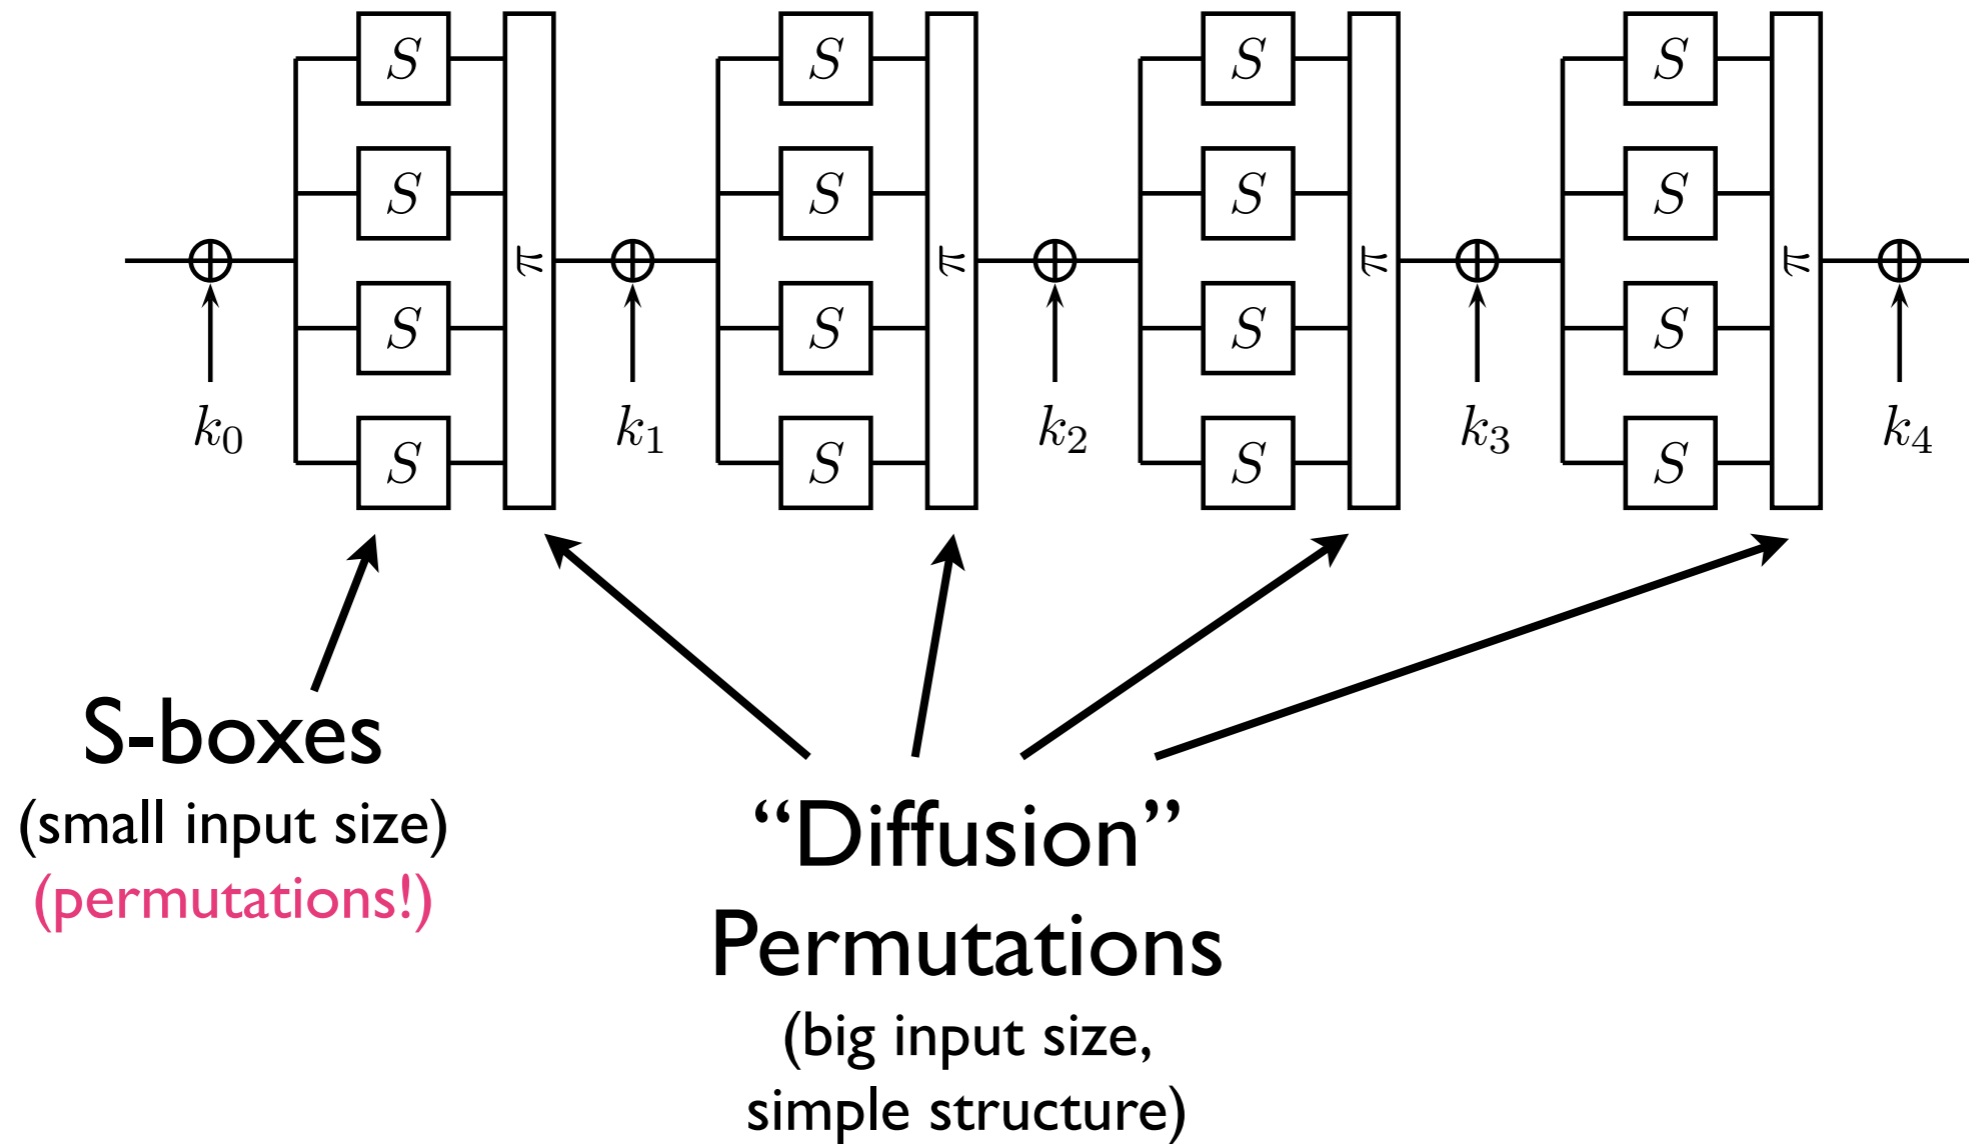 S S S S
S S S S
π π π π
S S S S
k₀ k₁ k₂ k₃ k₄
S S S S
S-boxes
(small input size)
(permutations!)
“Diffusion”
Permutations
(big input size,
simple structure)